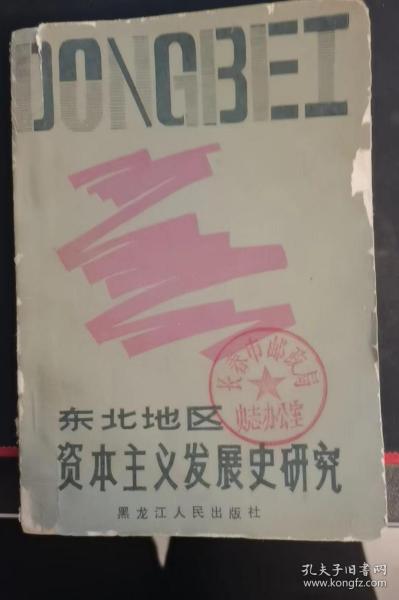 DONGBEI
长春市邮政局
史志办公室
东北地区
资本主义发展史研究
黑龙江人民出版社
孔夫子旧书网
www.kongfz.com